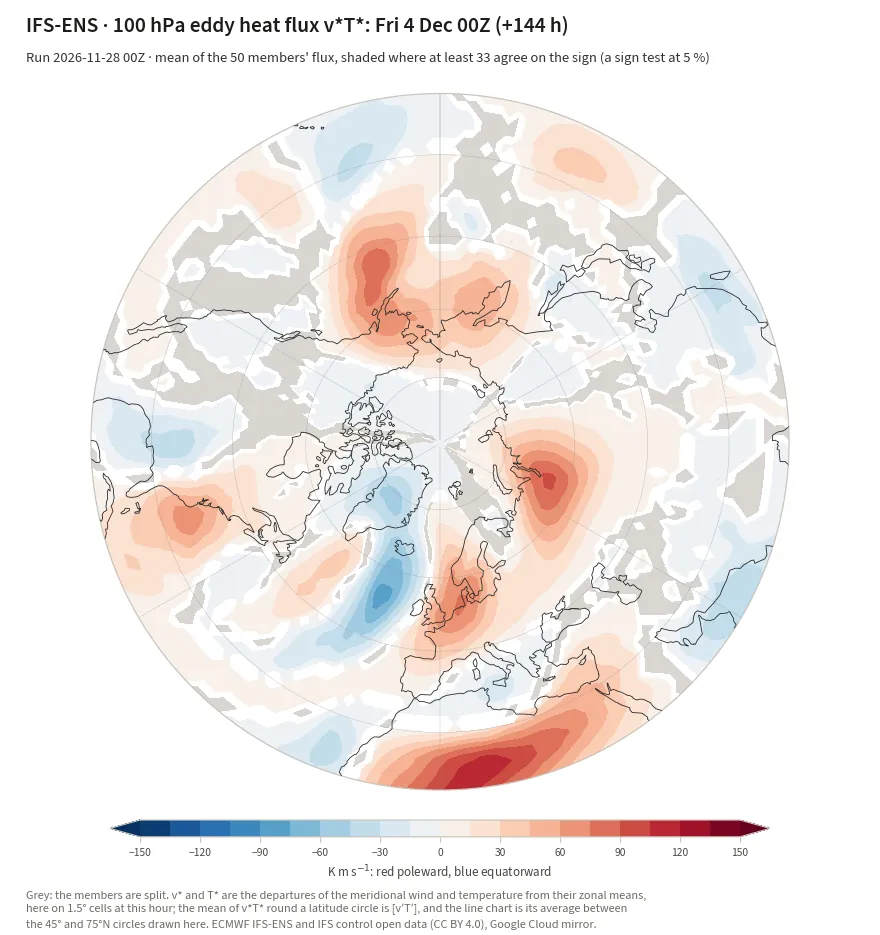 IFS-ENS · 100 hPa eddy heat flux v*T*: Fri 4 Dec 00Z (+144 h)
Run 2026-11-28 00Z · mean of the 50 members' flux, shaded where at least 33 agree on the sign (a sign test at 5 %)
−150 −120 −90 −60 −30 0 30 60 90 120 150
K m s⁻¹: red poleward, blue equatorward
Grey: the members are split. v* and T* are the departures of the meridional wind and temperature from their zonal means,
here on 1.5° cells at this hour; the mean of v*T* round a latitude circle is [v'T'], and the line chart is its average between
the 45° and 75°N circles drawn here. ECMWF IFS-ENS and IFS control open data (CC BY 4.0), Google Cloud mirror.